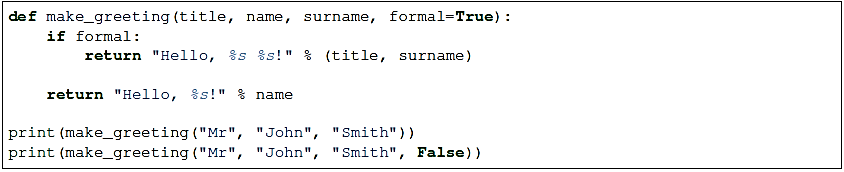 def make_greeting(title, name, surname, formal=True):
    if formal:
        return "Hello, %s %s!" % (title, surname)

    return "Hello, %s!" % name

print(make_greeting("Mr", "John", "Smith"))
print(make_greeting("Mr", "John", "Smith", False))